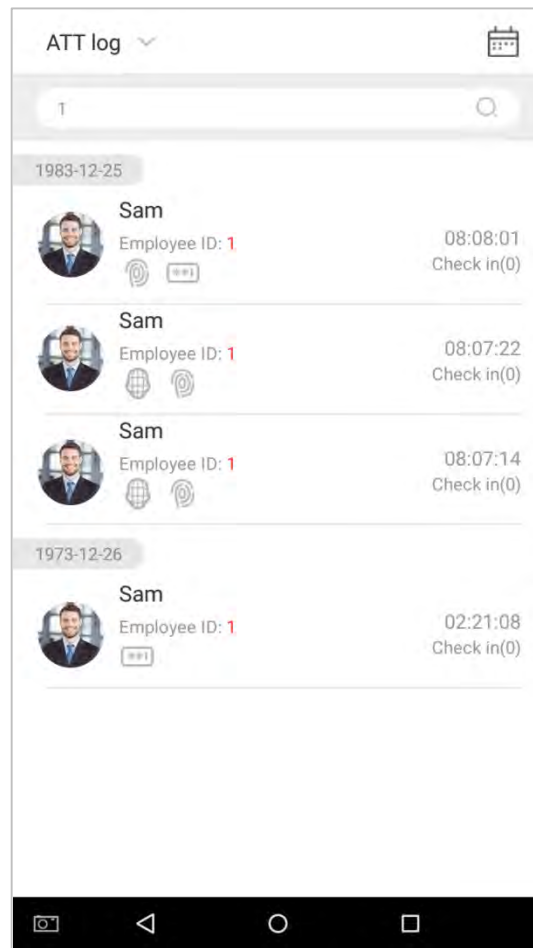 ATT log
1
1983-12-25
Sam
Employee ID: 1
08:08:01
Check in(0)
Sam
Employee ID: 1
08:07:22
Check in(0)
Sam
Employee ID: 1
08:07:14
Check in(0)
1973-12-26
Sam
Employee ID: 1
02:21:08
Check in(0)